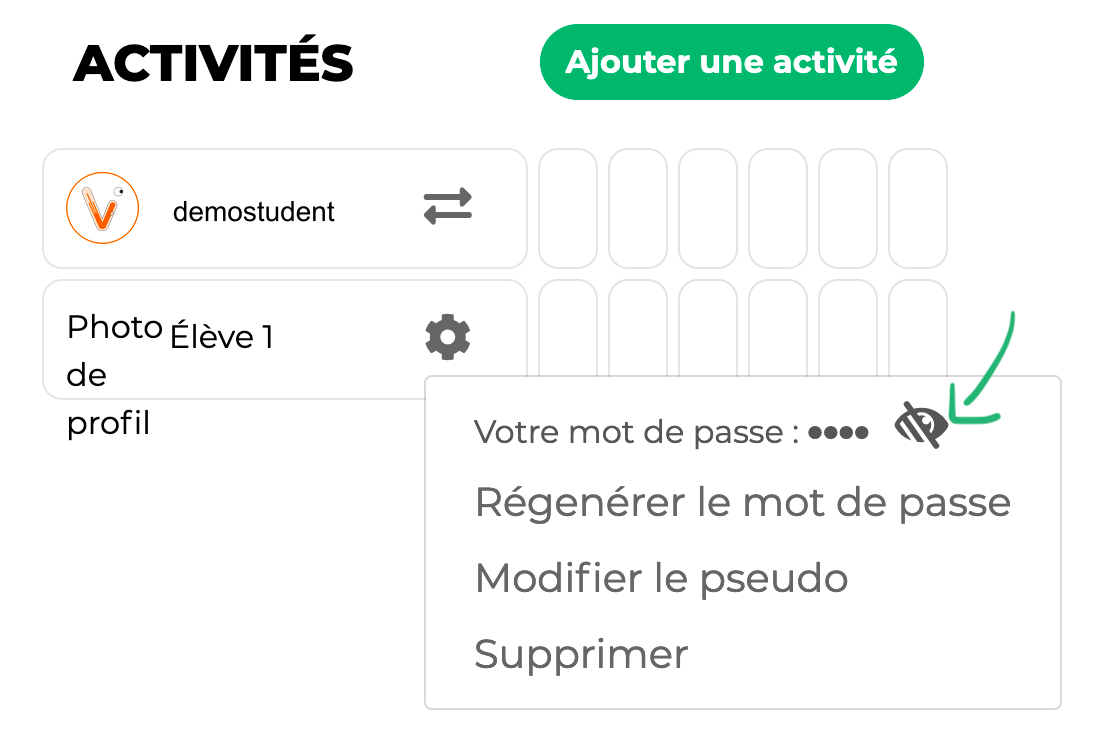 ACTIVITÉS
Ajouter une activité
demostudent
Photo
de
profil
Élève 1
Votre mot de passe : ••••
Régenérer le mot de passe
Modifier le pseudo
Supprimer